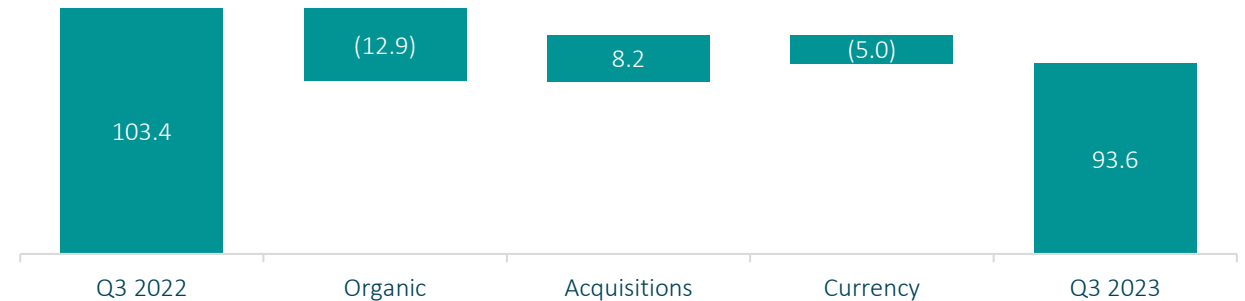 (12.9)
(5.0)
8.2
103.4
93.6
Q3 2022
Organic
Acquisitions
Currency
Q3 2023